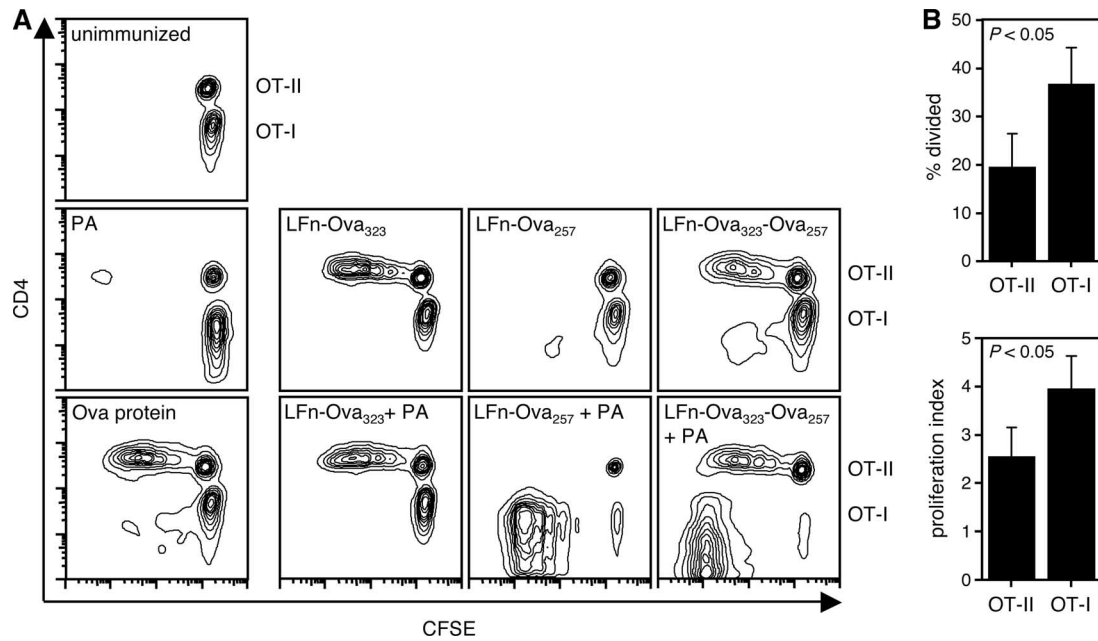 A
unimmunized
OT-II
OT-I
PA
LFn-Ova323
LFn-Ova257
LFn-Ova323-Ova257
OT-II
OT-I
Ova protein
LFn-Ova323+ PA
LFn-Ova257 + PA
LFn-Ova323-Ova257
+ PA
OT-II
OT-I
CD4
CFSE
B
50
40
30
20
10
0
P < 0.05
% divided
OT-II OT-I
5
4
3
2
1
0
P < 0.05
proliferation index
OT-II OT-I